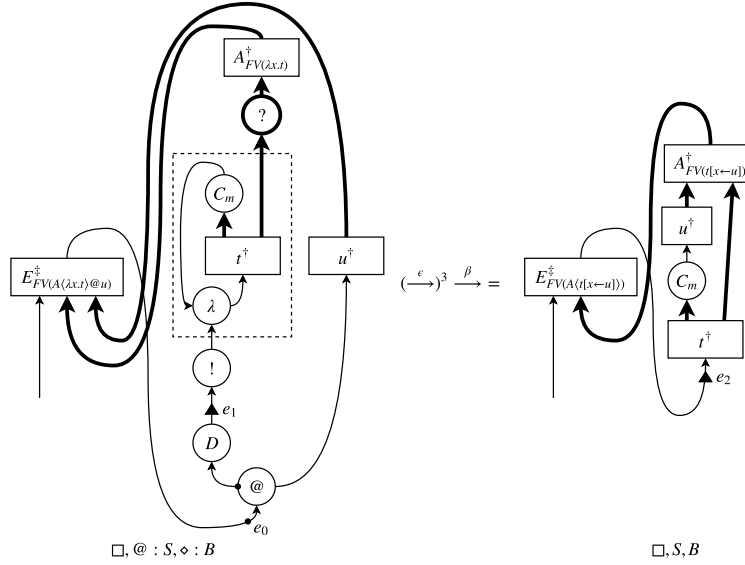 A†FV(λx.t)
?
Cm
t†
u†
E‡FV(A⟨λx.t⟩@u)
λ
!
e1
D
@
e0
□, @ : S, ⋄ : B
(→ϵ)³ →β =
A†FV(t[x←u])
u†
E‡FV(A⟨t[x←u]⟩)
Cm
t†
e2
□, S, B